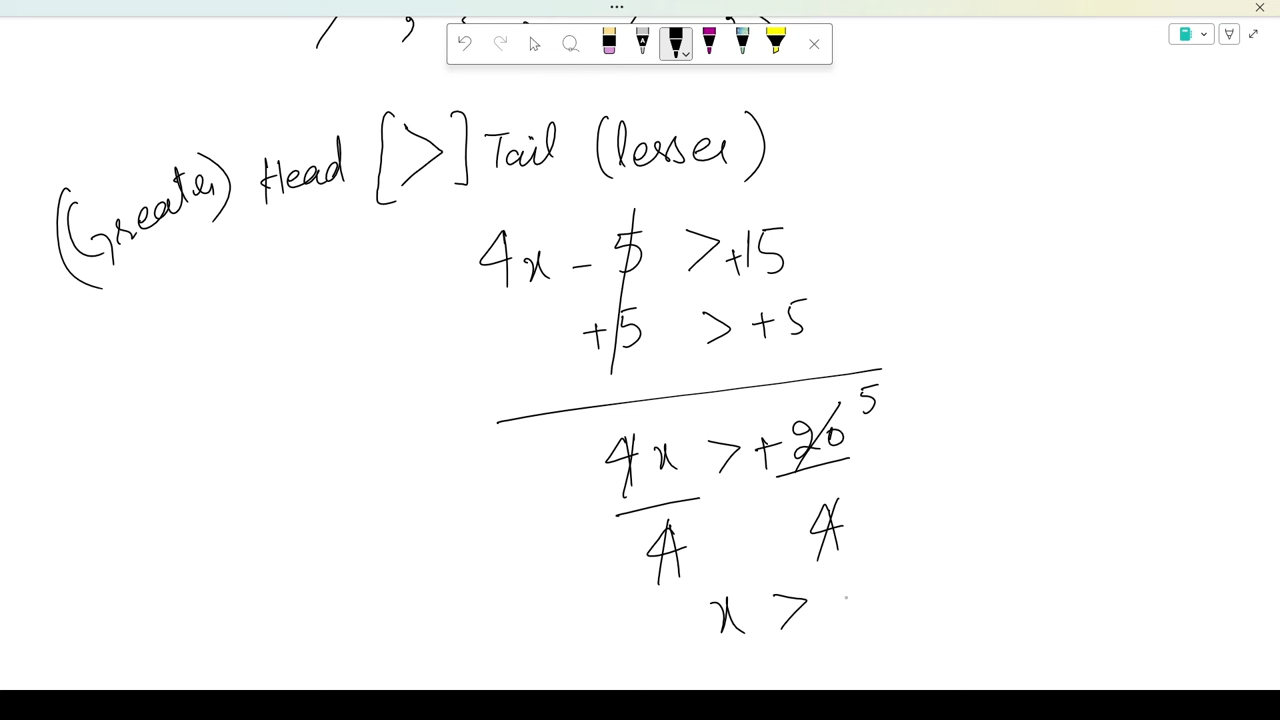 (Greater) Head [>] Tail (lesser)
4x - 5 > +15
+5 > +5
4x > +20 5
4 4
x >